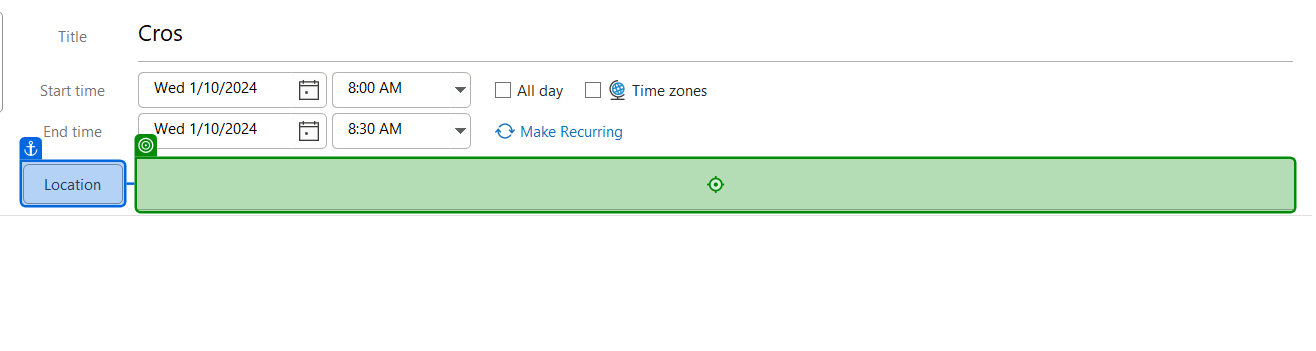 Title Cros
Start time Wed 1/10/2024 8:00 AM All day Time zones
End time Wed 1/10/2024 8:30 AM Make Recurring
Location